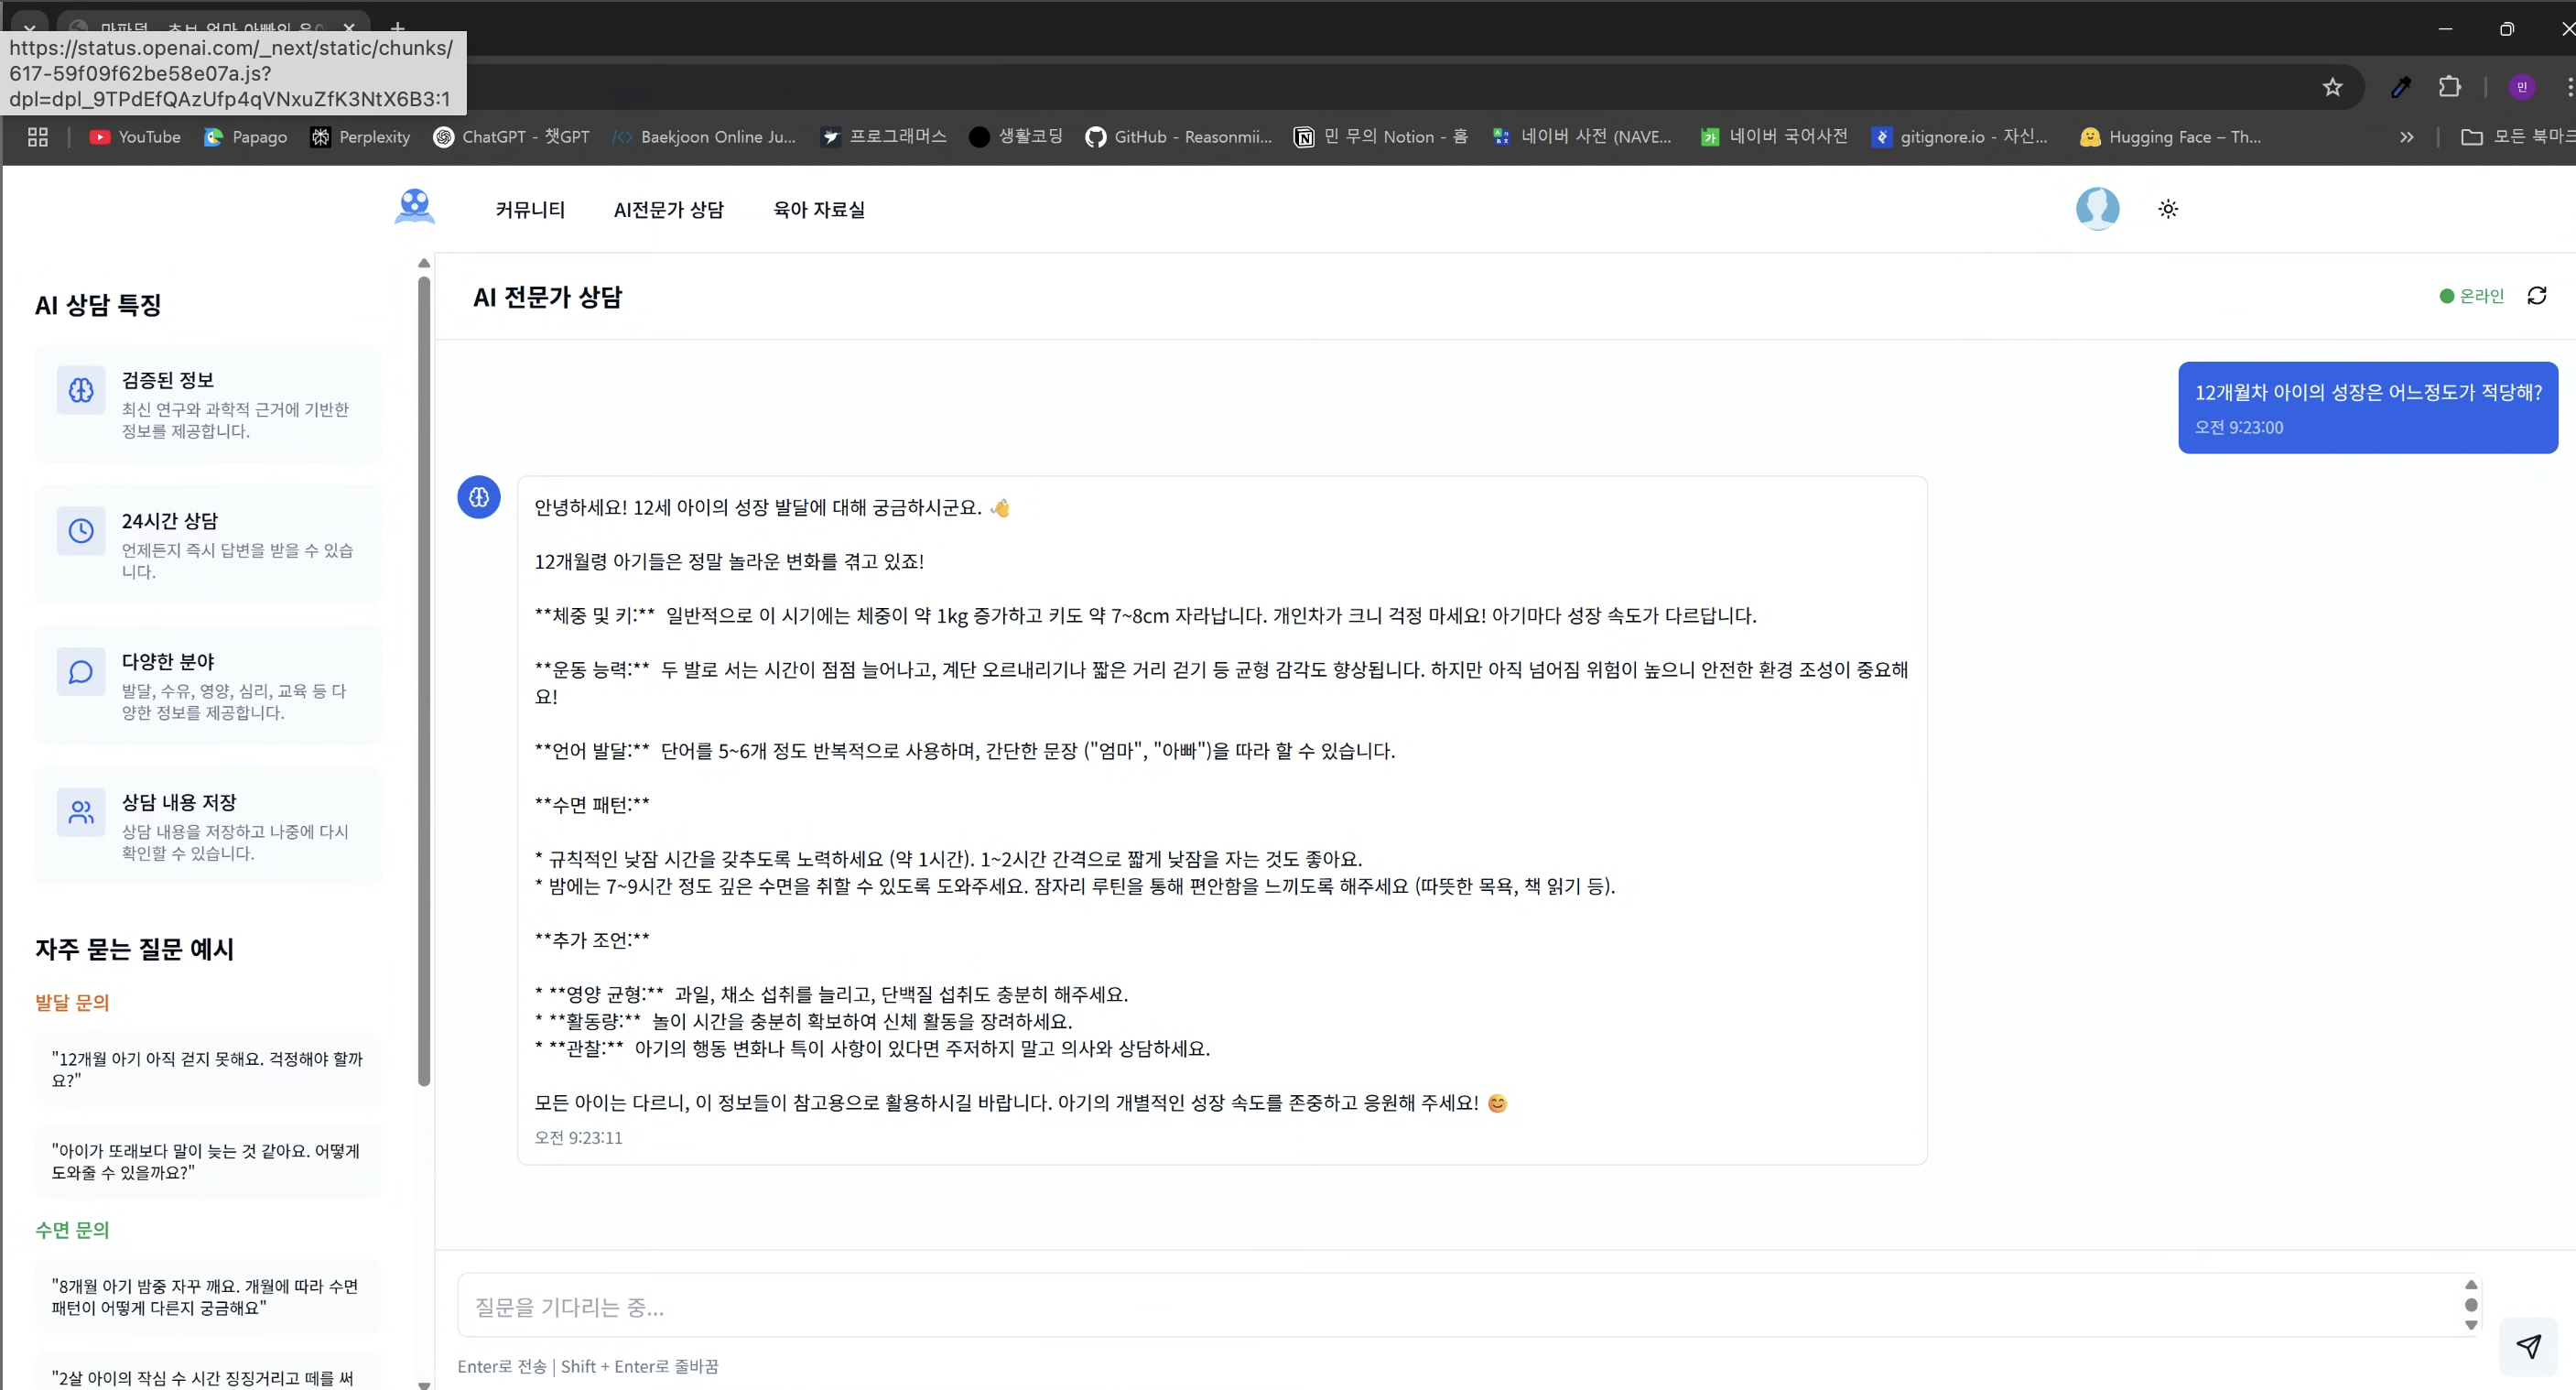 https://status.openai.com/_next/static/chunks/
617-59f09f62be58e07a.js?
dpl=dpl_9TPdEfQAzUfp4qVNxuZfK3NtX6B3:1
민
YouTube
Papago
Perplexity
ChatGPT - 챗GPT
Baekjoon Online Ju...
프로그래머스
생활코딩
GitHub - Reasonmii...
민 무의 Notion - 홈
네이버 사전 (NAVE...
네이버 국어사전
gitignore.io - 자신...
Hugging Face – Th...
모든 북마크
커뮤니티
AI전문가 상담
육아 자료실
AI 상담 특징
검증된 정보
최신 연구와 과학적 근거에 기반한
정보를 제공합니다.
24시간 상담
언제든지 즉시 답변을 받을 수 있습
니다.
다양한 분야
발달, 수유, 영양, 심리, 교육 등 다
양한 정보를 제공합니다.
상담 내용 저장
상담 내용을 저장하고 나중에 다시
확인할 수 있습니다.
자주 묻는 질문 예시
발달 문의
"12개월 아기 아직 걷지 못해요. 걱정해야 할까
요?"
"아이가 또래보다 말이 늦는 것 같아요. 어떻게
도와줄 수 있을까요?"
수면 문의
"8개월 아기 밤중 자꾸 깨요. 개월에 따라 수면
패턴이 어떻게 다른지 궁금해요"
"2살 아이의 작심 수 시간 징징거리고 떼를 써
AI 전문가 상담
온라인
12개월차 아이의 성장은 어느정도가 적당해?
오전 9:23:00
안녕하세요! 12세 아이의 성장 발달에 대해 궁금하시군요. 👋
12개월령 아기들은 정말 놀라운 변화를 겪고 있죠!
**체중 및 키:** 일반적으로 이 시기에는 체중이 약 1kg 증가하고 키도 약 7~8cm 자라납니다. 개인차가 크니 걱정 마세요! 아기마다 성장 속도가 다르답니다.
**운동 능력:** 두 발로 서는 시간이 점점 늘어나고, 계단 오르내리기나 짧은 거리 걷기 등 균형 감각도 향상됩니다. 하지만 아직 넘어짐 위험이 높으니 안전한 환경 조성이 중요해
요!
**언어 발달:** 단어를 5~6개 정도 반복적으로 사용하며, 간단한 문장 ("엄마", "아빠")을 따라 할 수 있습니다.
**수면 패턴:**
* 규칙적인 낮잠 시간을 갖추도록 노력하세요 (약 1시간). 1~2시간 간격으로 짧게 낮잠을 자는 것도 좋아요.
* 밤에는 7~9시간 정도 깊은 수면을 취할 수 있도록 도와주세요. 잠자리 루틴을 통해 편안함을 느끼도록 해주세요 (따뜻한 목욕, 책 읽기 등).
**추가 조언:**
* **영양 균형:** 과일, 채소 섭취를 늘리고, 단백질 섭취도 충분히 해주세요.
* **활동량:** 놀이 시간을 충분히 확보하여 신체 활동을 장려하세요.
* **관찰:** 아기의 행동 변화나 특이 사항이 있다면 주저하지 말고 의사와 상담하세요.
모든 아이는 다르니, 이 정보들이 참고용으로 활용하시길 바랍니다. 아기의 개별적인 성장 속도를 존중하고 응원해 주세요! 😊
오전 9:23:11
질문을 기다리는 중...
Enter로 전송 | Shift + Enter로 줄바꿈